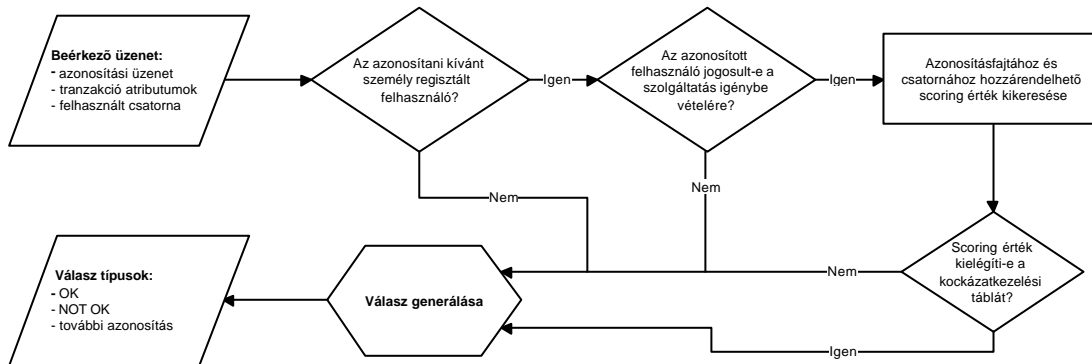 Beérkező üzenet:
- azonosítási üzenet
- tranzakció atributumok
- felhasznált csatorna
Az azonosítani kívánt
személy regisztált
felhasználó?
Igen
Az azonosított
felhasználó jogosult-e a
szolgáltatás igénybe
vételére?
Igen
Azonosításfajtához és
csatornához hozzárendelhető
scoring érték kikeresése
Nem
Nem
Válasz típusok:
- OK
- NOT OK
- további azonosítás
Válasz generálása
Nem
Scoring érték
kielégíti-e a
kockázatkezelési
táblát?
Igen